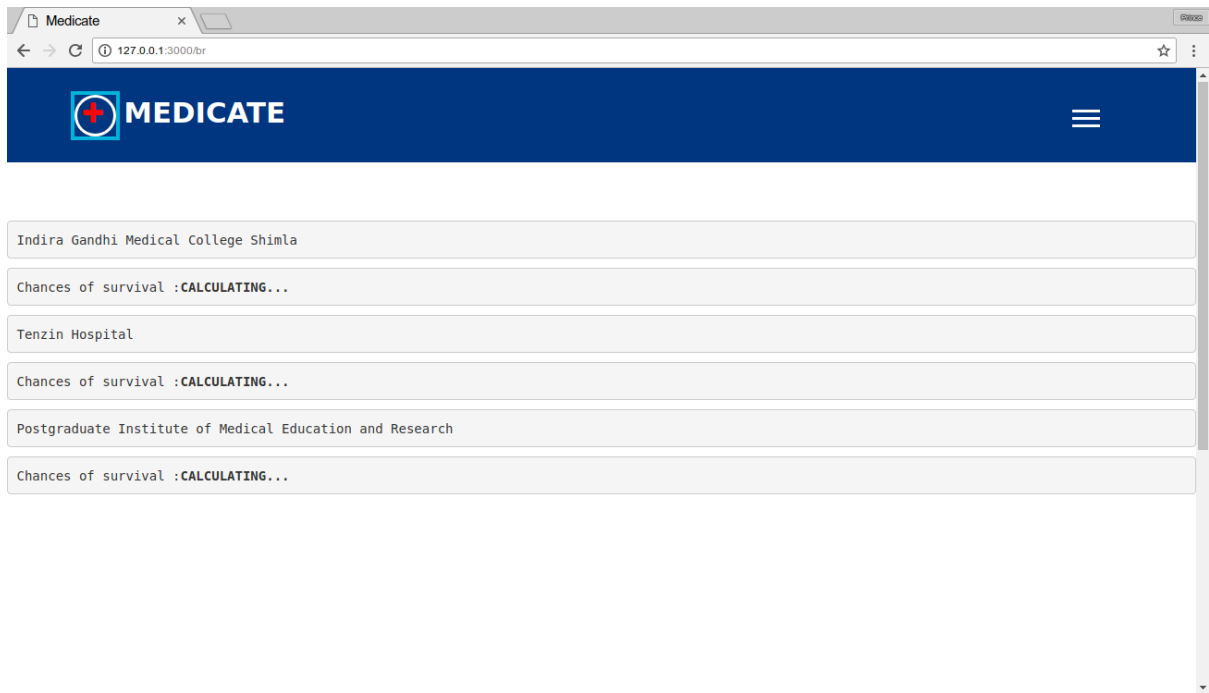 Medicate
Prince
127.0.0.1:3000/br
MEDICATE
Indira Gandhi Medical College Shimla
Chances of survival :CALCULATING...
Tenzin Hospital
Chances of survival :CALCULATING...
Postgraduate Institute of Medical Education and Research
Chances of survival :CALCULATING...